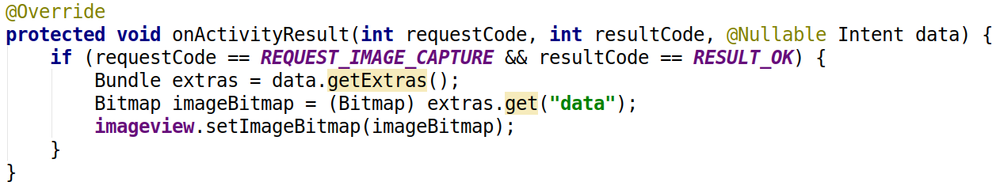 @Override
protected void onActivityResult(int requestCode, int resultCode, @Nullable Intent data) {
    if (requestCode == REQUEST_IMAGE_CAPTURE && resultCode == RESULT_OK) {
        Bundle extras = data.getExtras();
        Bitmap imageBitmap = (Bitmap) extras.get("data");
        imageview.setImageBitmap(imageBitmap);
    }
}